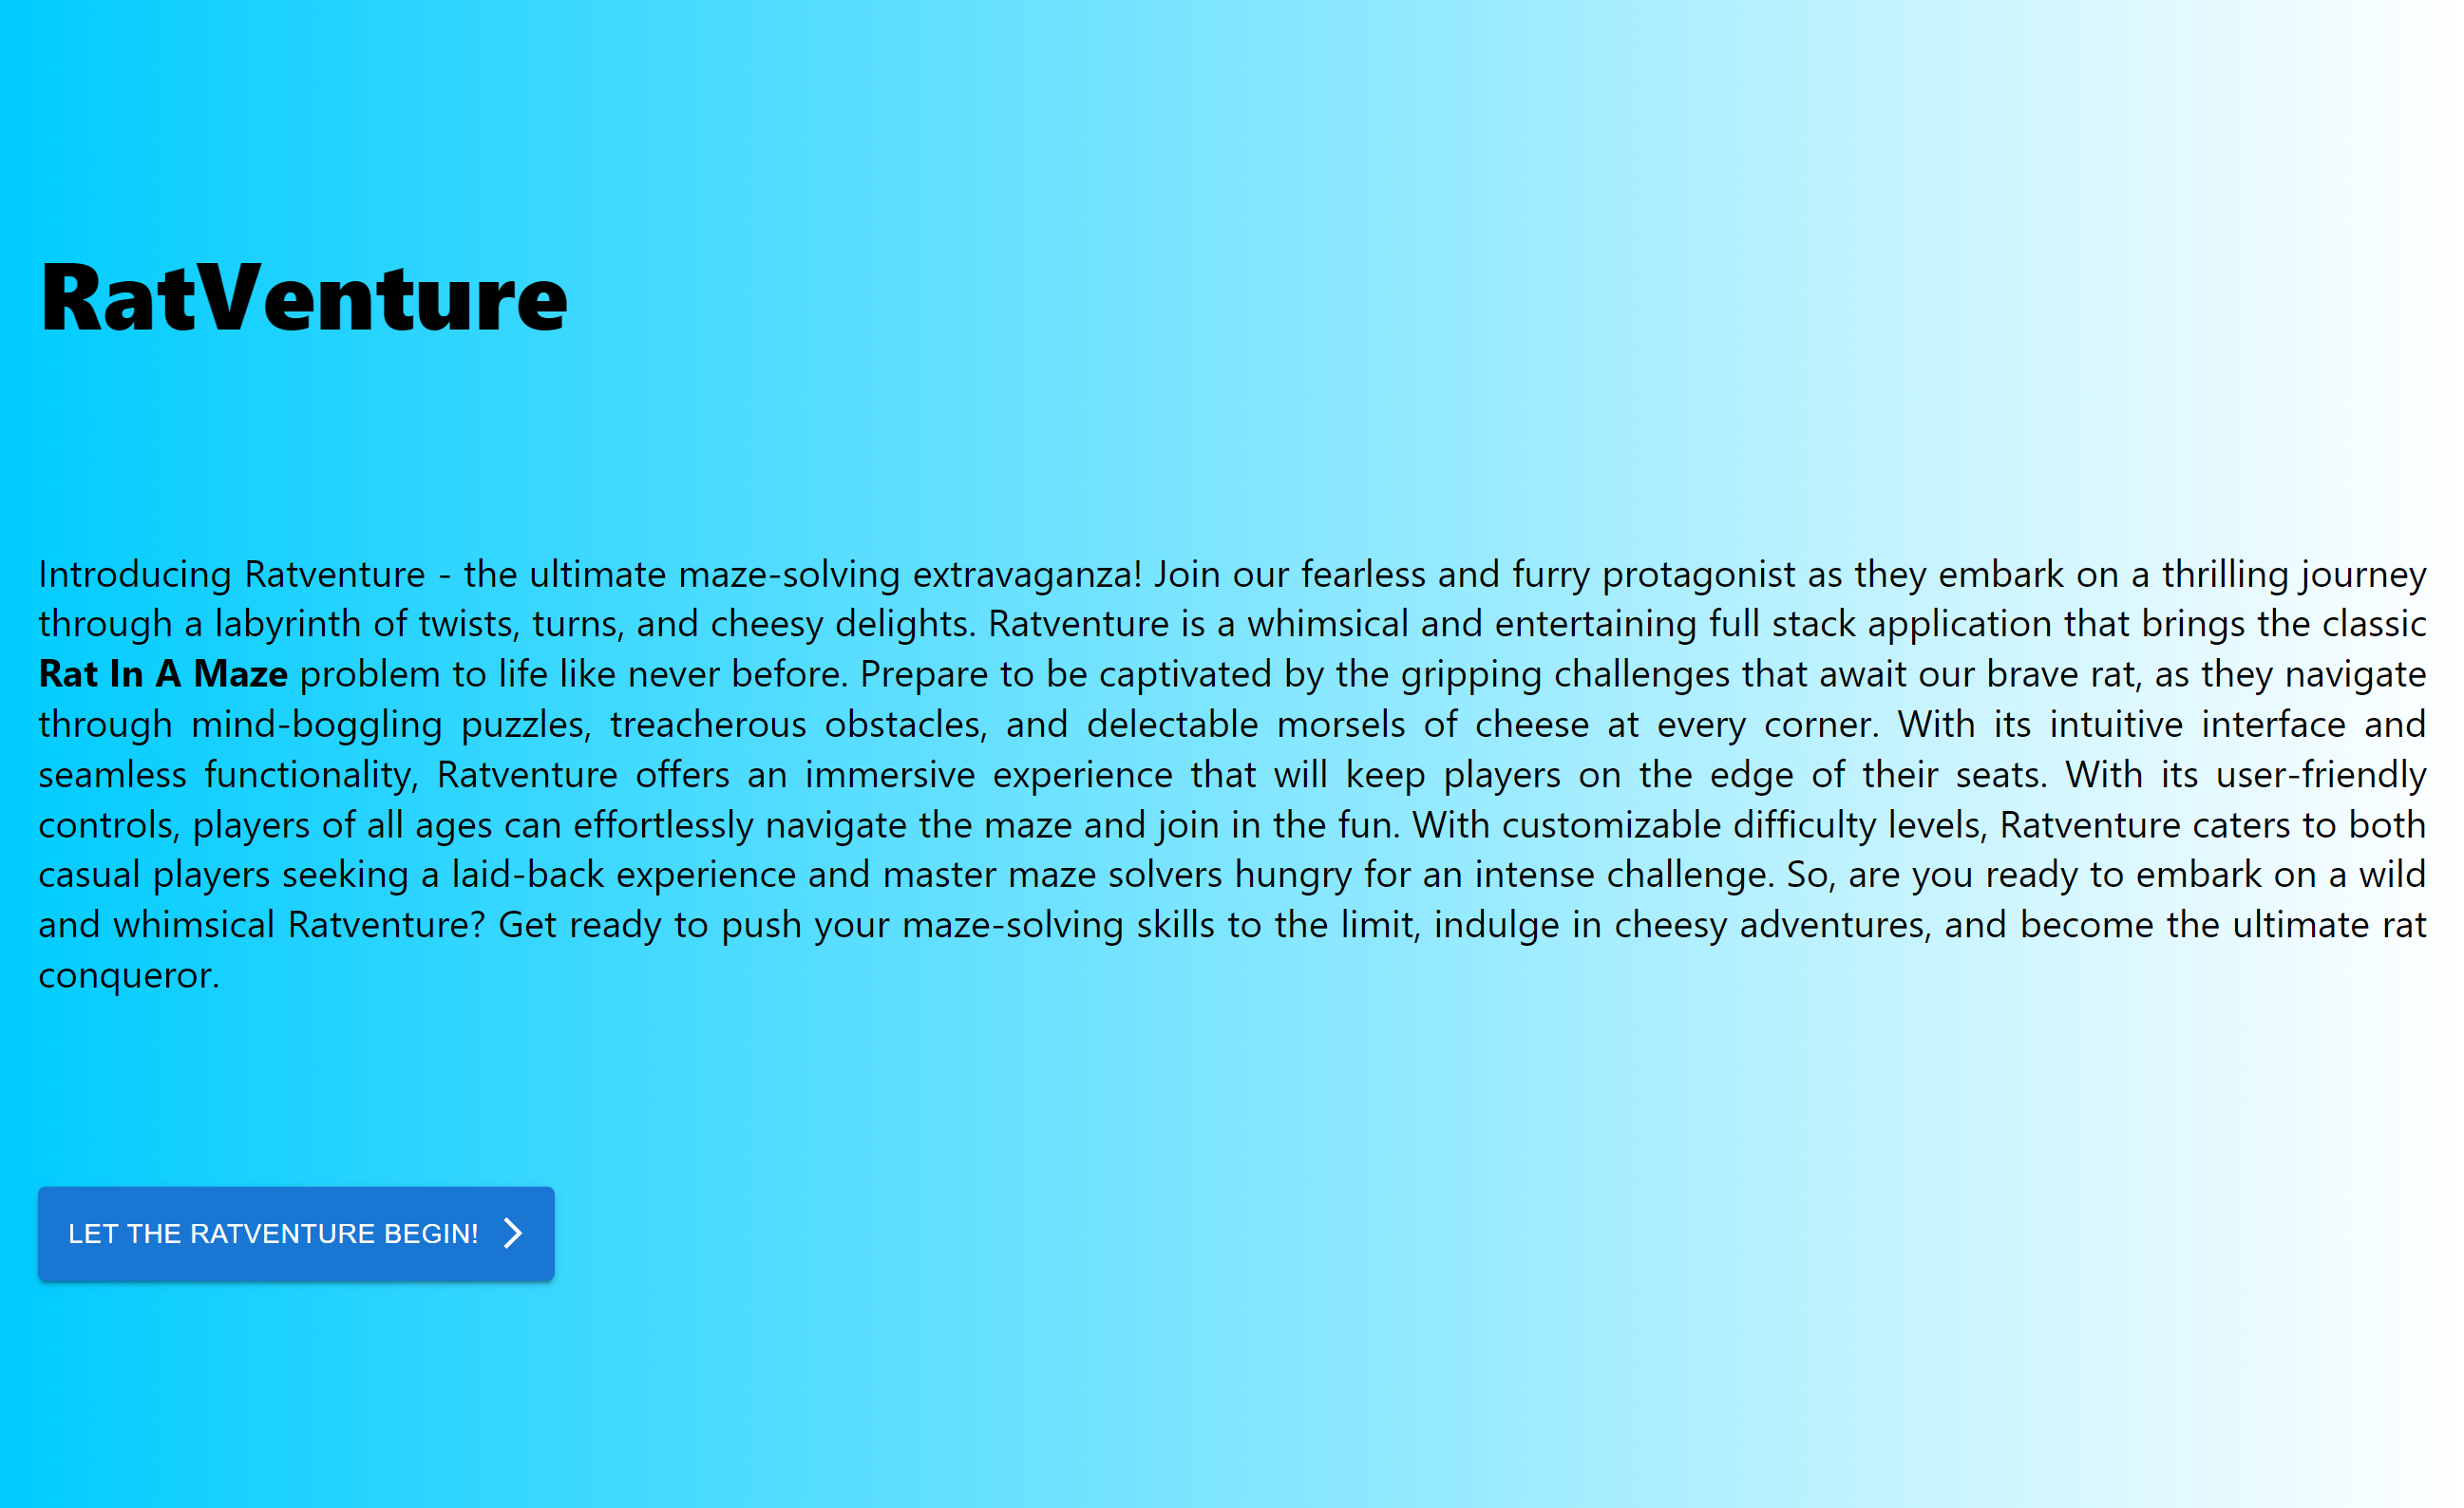 RatVenture
Introducing Ratventure - the ultimate maze-solving extravaganza! Join our fearless and furry protagonist as they embark on a thrilling journey
through a labyrinth of twists, turns, and cheesy delights. Ratventure is a whimsical and entertaining full stack application that brings the classic
Rat In A Maze problem to life like never before. Prepare to be captivated by the gripping challenges that await our brave rat, as they navigate
through mind-boggling puzzles, treacherous obstacles, and delectable morsels of cheese at every corner. With its intuitive interface and
seamless functionality, Ratventure offers an immersive experience that will keep players on the edge of their seats. With its user-friendly
controls, players of all ages can effortlessly navigate the maze and join in the fun. With customizable difficulty levels, Ratventure caters to both
casual players seeking a laid-back experience and master maze solvers hungry for an intense challenge. So, are you ready to embark on a wild
and whimsical Ratventure? Get ready to push your maze-solving skills to the limit, indulge in cheesy adventures, and become the ultimate rat
conqueror.
LET THE RATVENTURE BEGIN!